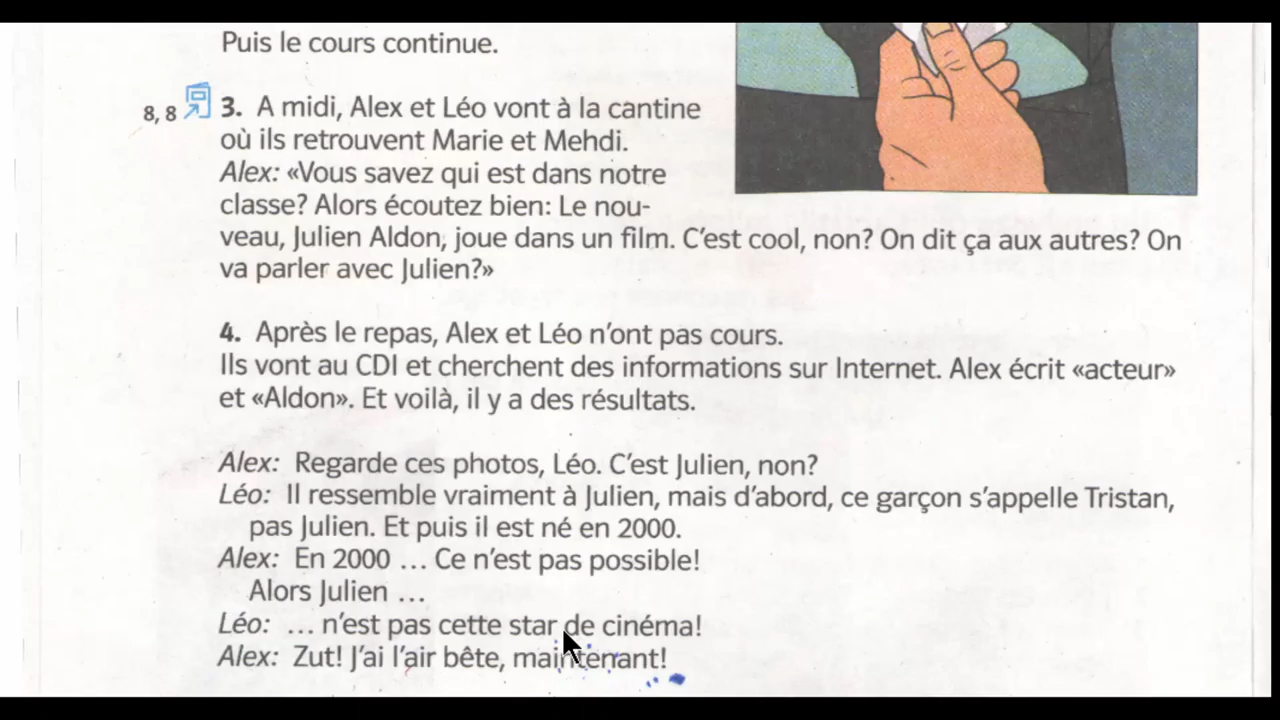 Puis le cours continue.
8, 8 3. A midi, Alex et Léo vont à la cantine
où ils retrouvent Marie et Mehdi.
Alex: «Vous savez qui est dans notre
classe? Alors écoutez bien: Le nou-
veau, Julien Aldon, joue dans un film. C'est cool, non? On dit ça aux autres? On
va parler avec Julien?»
4. Après le repas, Alex et Léo n'ont pas cours.
Ils vont au CDI et cherchent des informations sur Internet. Alex écrit «acteur»
et «Aldon». Et voilà, il y a des résultats.
Alex: Regarde ces photos, Léo. C'est Julien, non?
Léo: Il ressemble vraiment à Julien, mais d'abord, ce garçon s'appelle Tristan,
pas Julien. Et puis il est né en 2000.
Alex: En 2000 ... Ce n'est pas possible!
Alors Julien ...
Léo: ... n'est pas cette star de cinéma!
Alex: Zut! J'ai l'air bête, maintenant!